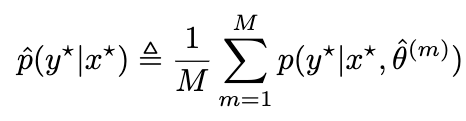 p̂(y*|x*) ≜ 1/M ∑_{m=1}^{M} p(y*|x*, θ̂^{(m)})